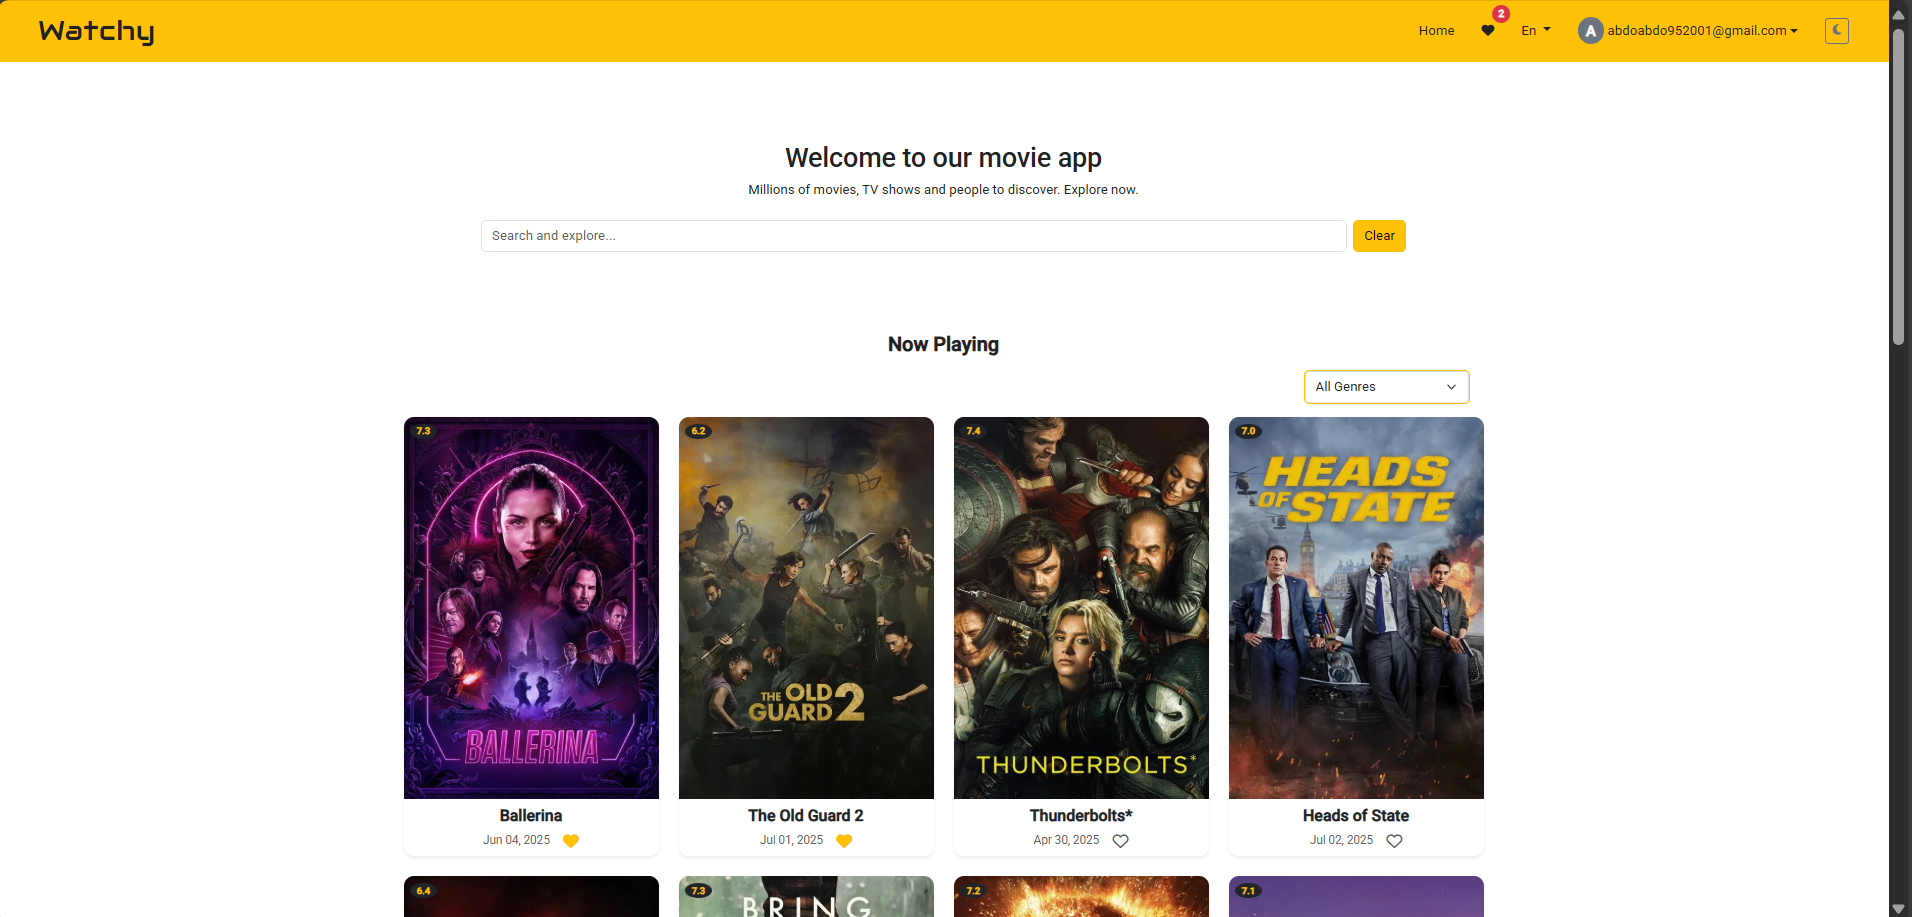 Watchy
Home
2
En
A abdoabdo952001@gmail.com
Welcome to our movie app
Millions of movies, TV shows and people to discover. Explore now.
Search and explore...
Clear
Now Playing
All Genres
7.3
BALLERINA
Ballerina
Jun 04, 2025
6.2
THE OLD
GUARD 2
The Old Guard 2
Jul 01, 2025
7.4
THUNDERBOLTS*
Thunderbolts*
Apr 30, 2025
7.0
HEADS
OF STATE
Heads of State
Jul 02, 2025
6.4
7.3
BRING
7.2
7.1